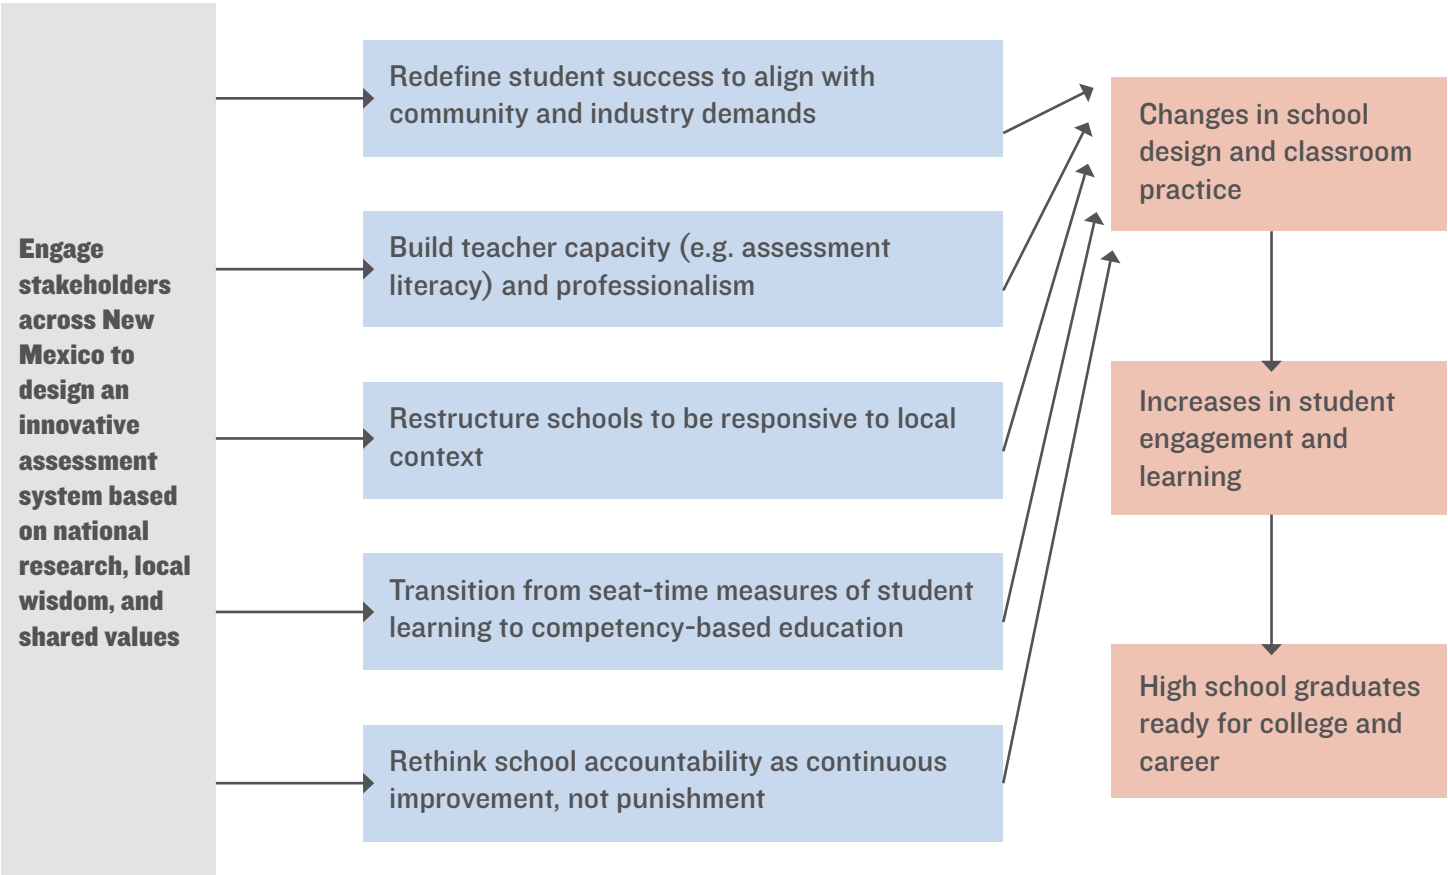 Engage
stakeholders
across New
Mexico to
design an
innovative
assessment
system based
on national
research, local
wisdom, and
shared values
Redefine student success to align with
community and industry demands
Build teacher capacity (e.g. assessment
literacy) and professionalism
Restructure schools to be responsive to local
context
Transition from seat-time measures of student
learning to competency-based education
Rethink school accountability as continuous
improvement, not punishment
Changes in school
design and classroom
practice
Increases in student
engagement and
learning
High school graduates
ready for college and
career